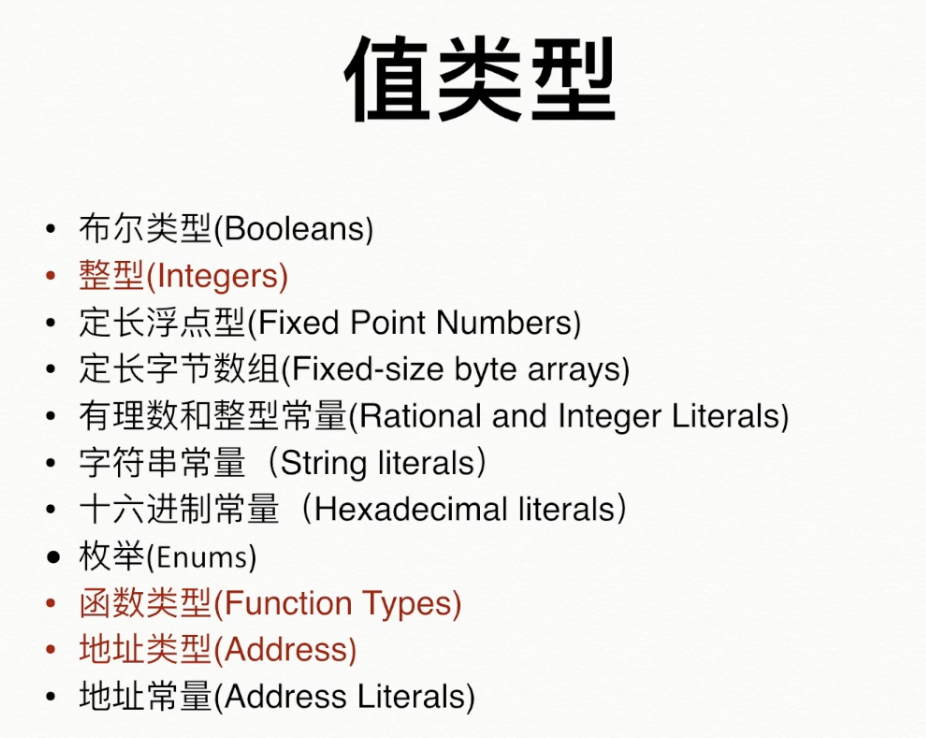 值类型
• 布尔类型(Booleans)
• 整型(Integers)
• 定长浮点型(Fixed Point Numbers)
• 定长字节数组(Fixed-size byte arrays)
• 有理数和整型常量(Rational and Integer Literals)
• 字符串常量（String literals）
• 十六进制常量（Hexadecimal literals）
• 枚举(Enums)
• 函数类型(Function Types)
• 地址类型(Address)
• 地址常量(Address Literals)